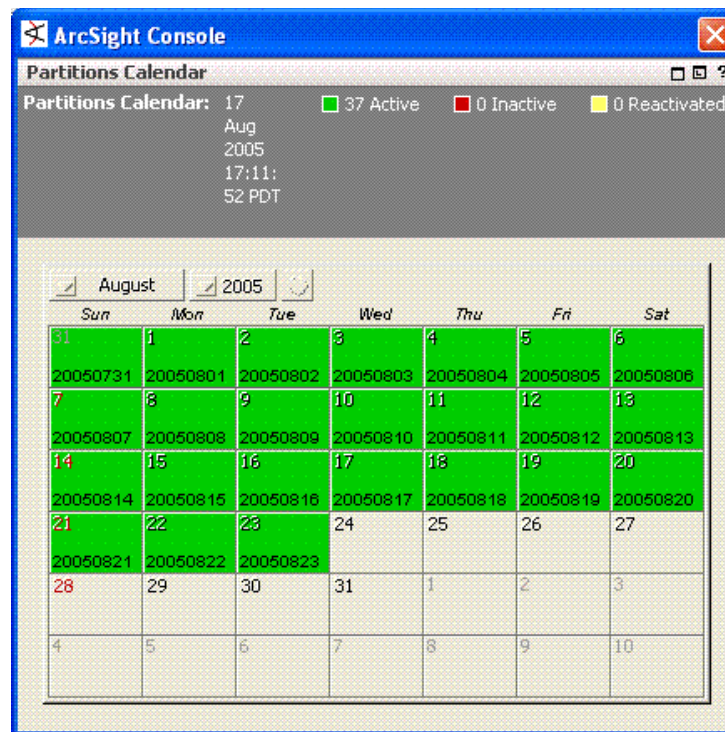 ArcSight Console
Partitions Calendar
Partitions Calendar: 17 Aug 2005 17:11:52 PDT 37 Active 0 Inactive 0 Reactivated
August 2005
Sun Mon Tue Wed Thu Fri Sat
31 1 2 3 4 5 6
20050731 20050801 20050802 20050803 20050804 20050805 20050806
7 8 9 10 11 12 13
20050807 20050808 20050809 20050810 20050811 20050812 20050813
14 15 16 17 18 19 20
20050814 20050815 20050816 20050817 20050818 20050819 20050820
21 22 23 24 25 26 27
20050821 20050822 20050823
28 29 30 31 1 2 3
4 5 6 7 8 9 10